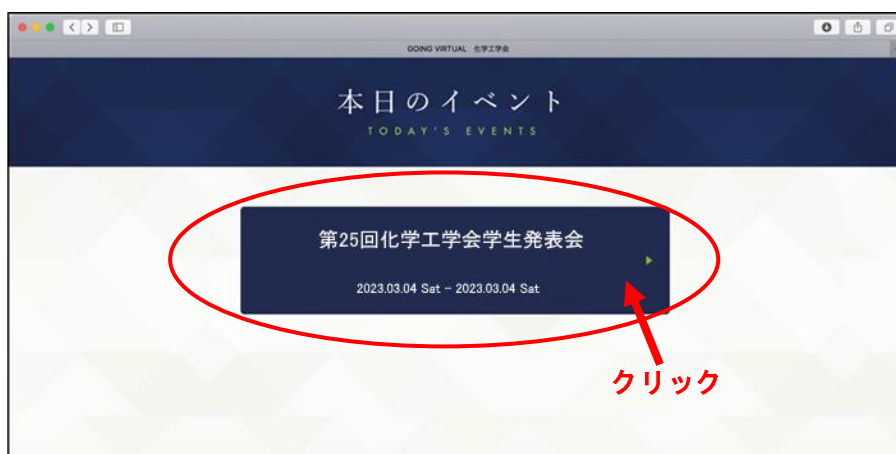 GOING VIRTUAL 化学工学会
本日のイベント
TODAY'S EVENTS
第25回化学工学会学生発表会
2023.03.04 Sat - 2023.03.04 Sat
クリック